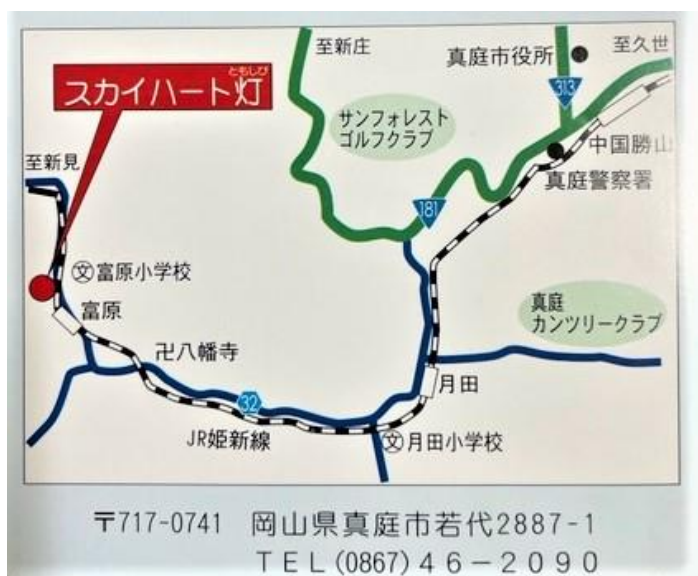 至新庄
真庭市役所
至久世
ともしび
スカイハート灯
313
サンフォレスト
ゴルフクラブ
中国勝山
至新見
真庭警察署
181
文富原小学校
富原
真庭
カンツリークラブ
卍八幡寺
32
月田
JR姫新線
文月田小学校
〒717-0741 岡山県真庭市若代2887-1
TEL(0867)46-2090